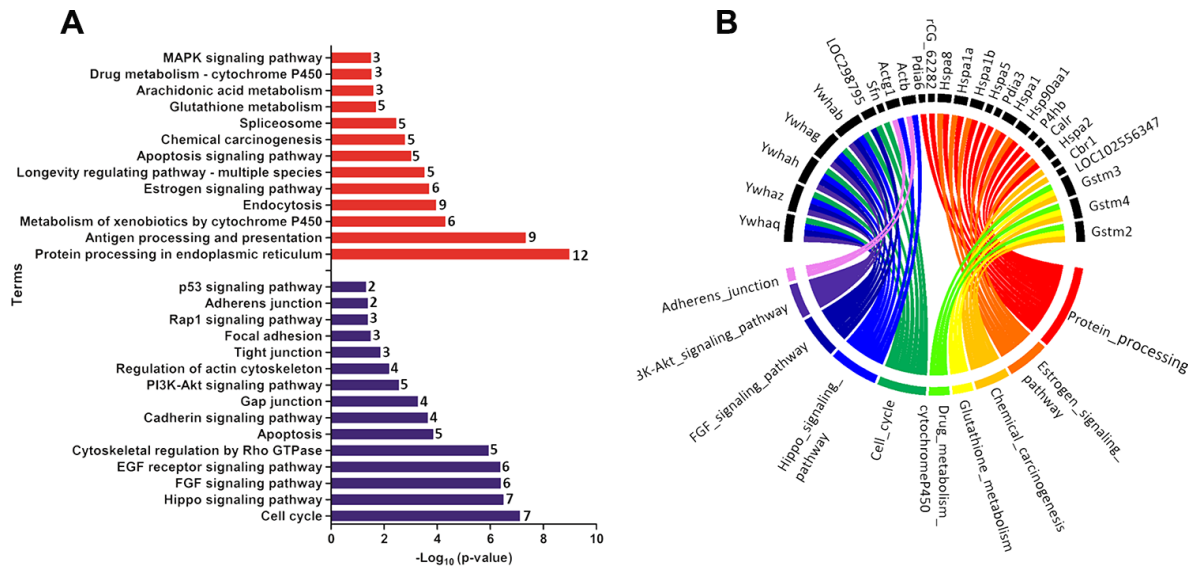 A
MAPK signaling pathway 3
Drug metabolism - cytochrome P450 3
Arachidonic acid metabolism 3
Glutathione metabolism 5
Spliceosome 5
Chemical carcinogenesis 5
Apoptosis signaling pathway 5
Longevity regulating pathway - multiple species 5
Estrogen signaling pathway 6
Endocytosis 9
Metabolism of xenobiotics by cytochrome P450 6
Antigen processing and presentation 9
Protein processing in endoplasmic reticulum 12
Terms
p53 signaling pathway 2
Adherens junction 2
Rap1 signaling pathway 3
Focal adhesion 3
Tight junction 3
Regulation of actin cytoskeleton 4
PI3K-Akt signaling pathway 5
Gap junction 4
Cadherin signaling pathway 4
Apoptosis 5
Cytoskeletal regulation by Rho GTPase 5
EGF receptor signaling pathway 6
FGF signaling pathway 6
Hippo signaling pathway 7
Cell cycle 7
0 2 4 6 8 10
-Log10 (p-value)
B
Ywhaq
Ywhaz
Ywhah
Ywhag
Ywhab
LOC298795
Sfn
Actg1
Actb
Pdia6
rCG_62282
Hspa8
Hspa1a
Hspa1b
Hspa5
Pdia3
Hspa1
Hsp90aa1
P4hb
Calr
Hspa2
Cbr1
LOC102556347
Gstm3
Gstm4
Gstm2
Adherens_junction
3K-Akt_signaling_pathway
FGF_signaling_pathway
Hippo_signaling_
pathway
Cell_cycle
Drug_metabolism_
cytochromeP450
Glutathione_metabolism
Chemical_carcinogenesis
Estrogen_signaling_
pathway
Protein_processing